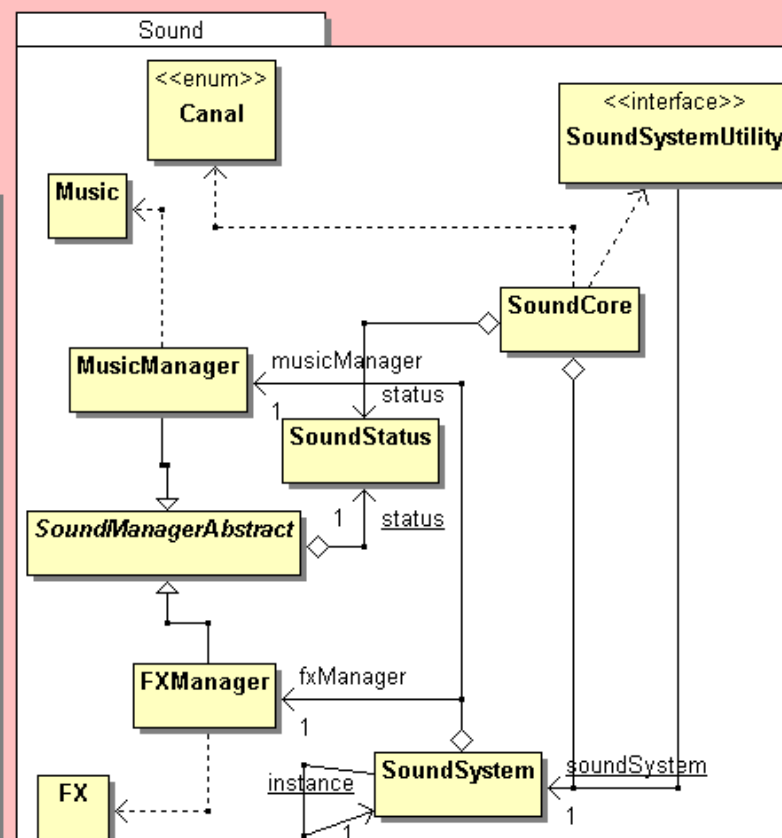 Sound
<<enum>>
Canal
<<interface>>
SoundSystemUtility
Music
SoundCore
MusicManager
musicManager
1
status
SoundStatus
SoundManagerAbstract
1
status
FXManager
fxManager
1
SoundSystem
soundSystem
1
instance
1
FX